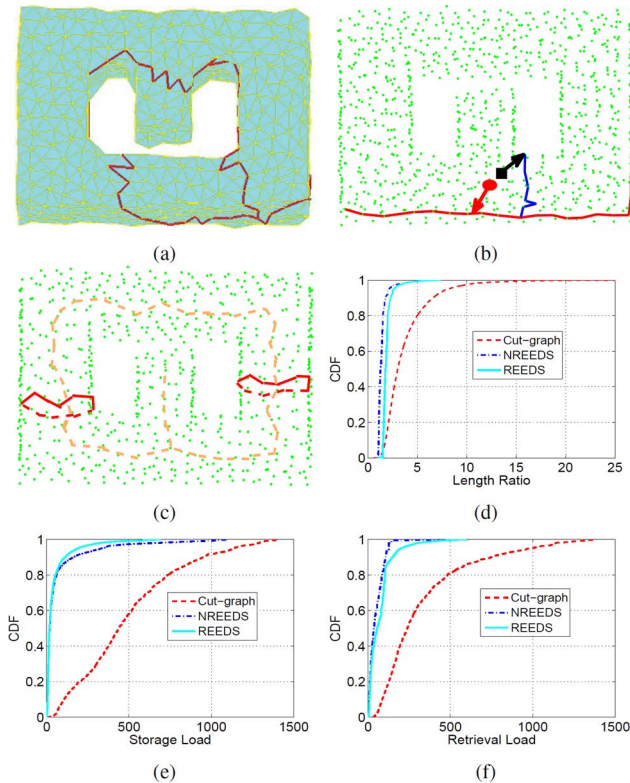 (a)
(b)
(c)
CDF
1
0.8
0.6
0.4
0.2
0
Cut-graph
NREEDS
REEDS
0 5 10 15 20 25
Length Ratio
(d)
CDF
1
0.8
0.6
0.4
0.2
0
Cut-graph
NREEDS
REEDS
0 500 1000 1500
Storage Load
(e)
CDF
1
0.8
0.6
0.4
0.2
0
Cut-graph
NREEDS
REEDS
0 500 1000 1500
Retrieval Load
(f)